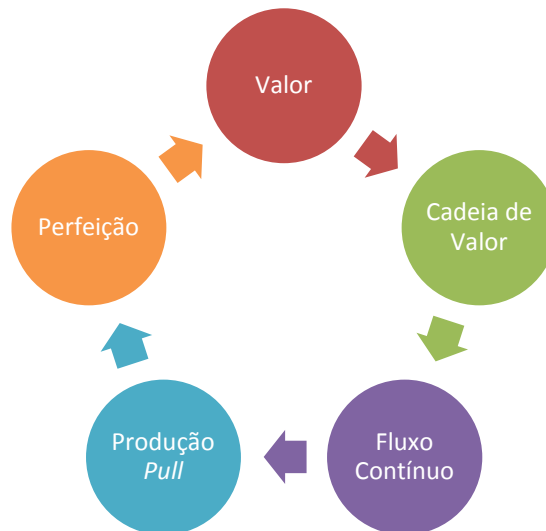 Valor
Cadeia de
Valor
Fluxo
Contínuo
Produção
Pull
Perfeição